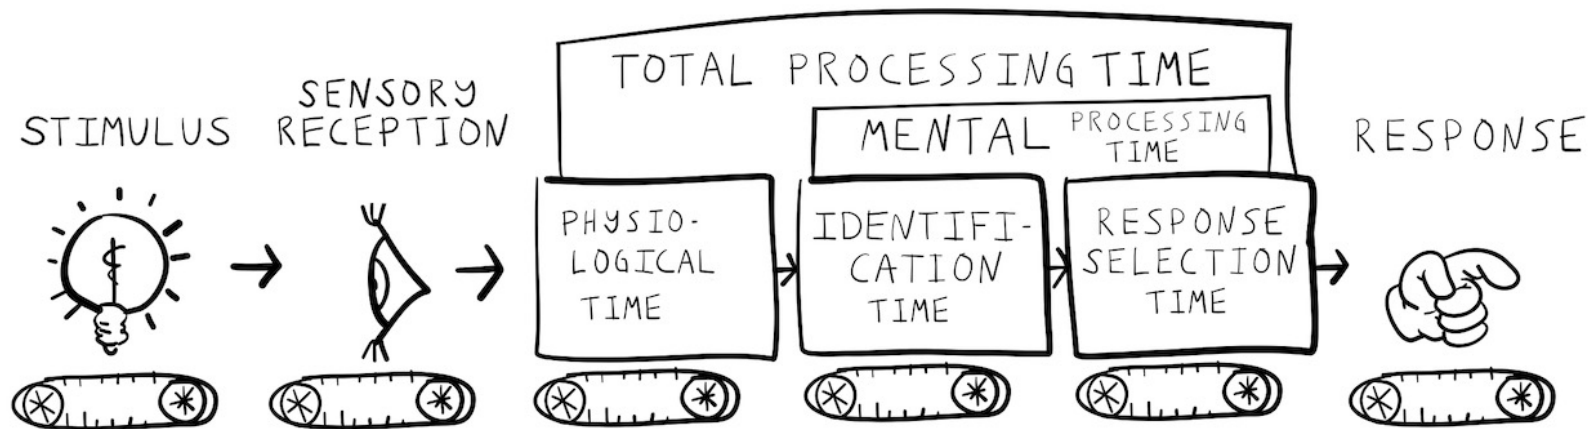 STIMULUS
SENSORY
RECEPTION
TOTAL PROCESSING TIME
MENTAL PROCESSING
TIME
PHYSIO-
LOGICAL
TIME
IDENTIFI-
CATION
TIME
RESPONSE
SELECTION
TIME
RESPONSE